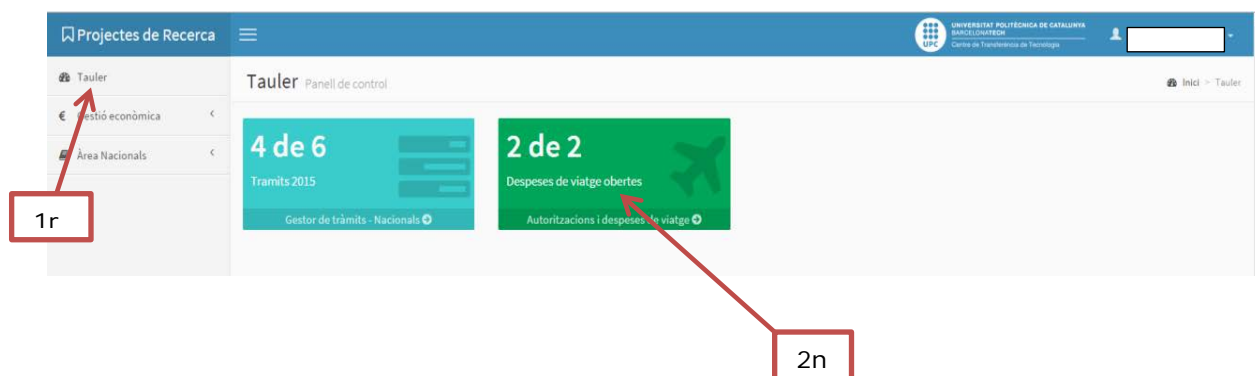 Projectes de Recerca
UNIVERSITAT POLITÈCNICA DE CATALUNYA
BARCELONATECH
Centre de Transferència de Tecnologia
UPC
Tauler
Tauler Panell de control
Inici > Tauler
€ Gestió econòmica <
Àrea Nacionals <
4 de 6
Tramits 2015
Gestor de tràmits - Nacionals
2 de 2
Despeses de viatge obertes
Autoritzacions i despeses de viatge
1r
2n